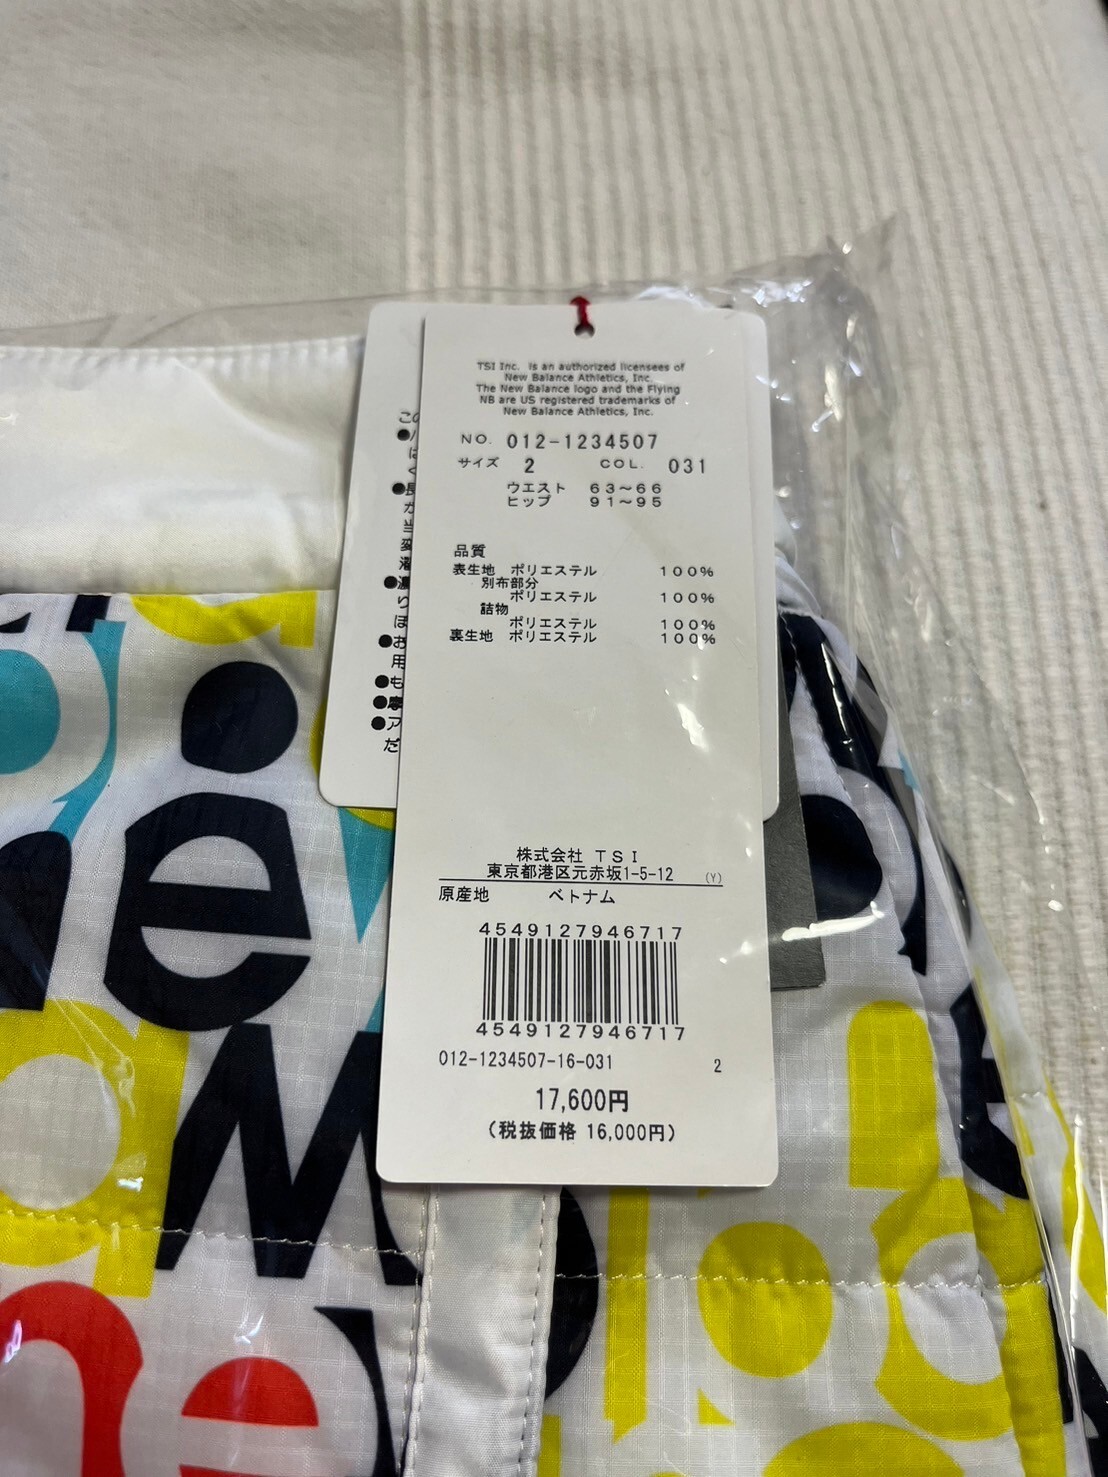 TSI Inc. is an authorized licensees of
New Balance Athletics, Inc.
The New Balance logo and the Flying
NB are US registered trademarks of
New Balance Athletics, Inc.
NO. 012-1234507
サイズ 2 COL. 031
ウエスト 63～66
ヒップ 91～95
品質
表生地 ポリエステル 100%
別布部分
ポリエステル 100%
詰物
ポリエステル 100%
裏生地 ポリエステル 100%
株式会社 TSI
東京都港区元赤坂1-5-12 (Y)
原産地 ベトナム
4549127946717
4549127946717
012-1234507-16-031 2
17,600円
(税抜価格 16,000円)